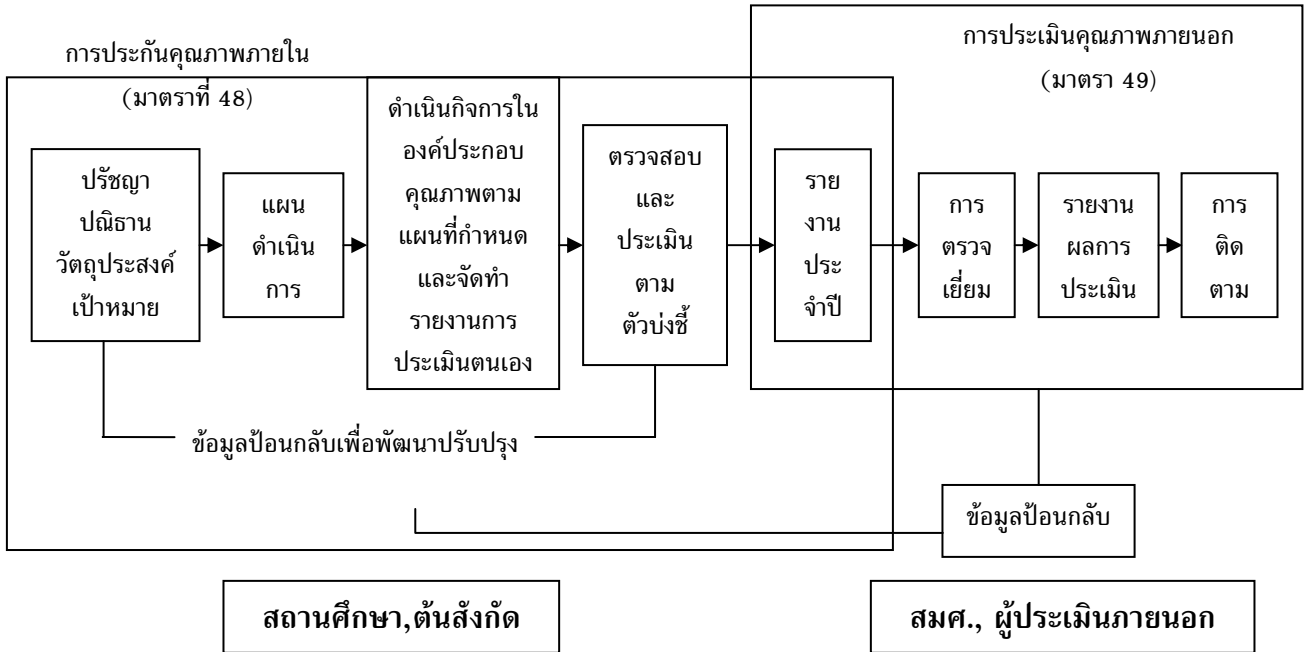 การประกันคุณภาพภายใน
(มาตราที่ 48)
การประเมินคุณภาพภายนอก
(มาตรา 49)
ปรัชญา
ปณิธาน
วัตถุประสงค์
เป้าหมาย
แผน
ดำเนิน
การ
ดำเนินกิจการใน
องค์ประกอบ
คุณภาพตาม
แผนที่กำหนด
และจัดทำ
รายงานการ
ประเมินตนเอง
ตรวจสอบ
และ
ประเมิน
ตาม
ตัวบ่งชี้
ราย
งาน
ประ
จำปี
การ
ตรวจ
เยี่ยม
รายงาน
ผลการ
ประเมิน
การ
ติด
ตาม
ข้อมูลป้อนกลับเพื่อพัฒนาปรับปรุง
ข้อมูลป้อนกลับ
สถานศึกษา,ต้นสังกัด
สมศ., ผู้ประเมินภายนอก